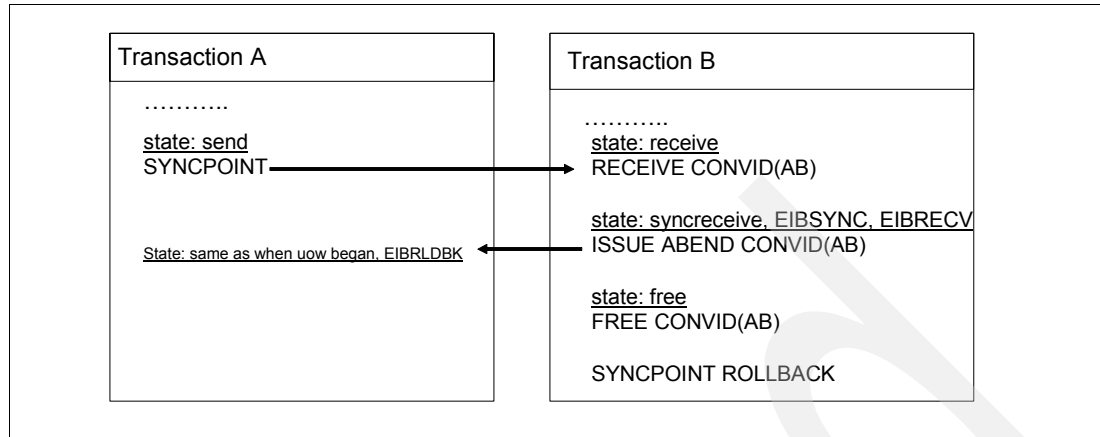 Transaction A
………..
state: send
SYNCPOINT
State: same as when uow began, EIBRLDBK
Transaction B
………..
state: receive
RECEIVE CONVID(AB)
state: syncreceive, EIBSYNC, EIBRECV
ISSUE ABEND CONVID(AB)
state: free
FREE CONVID(AB)
SYNCPOINT ROLLBACK